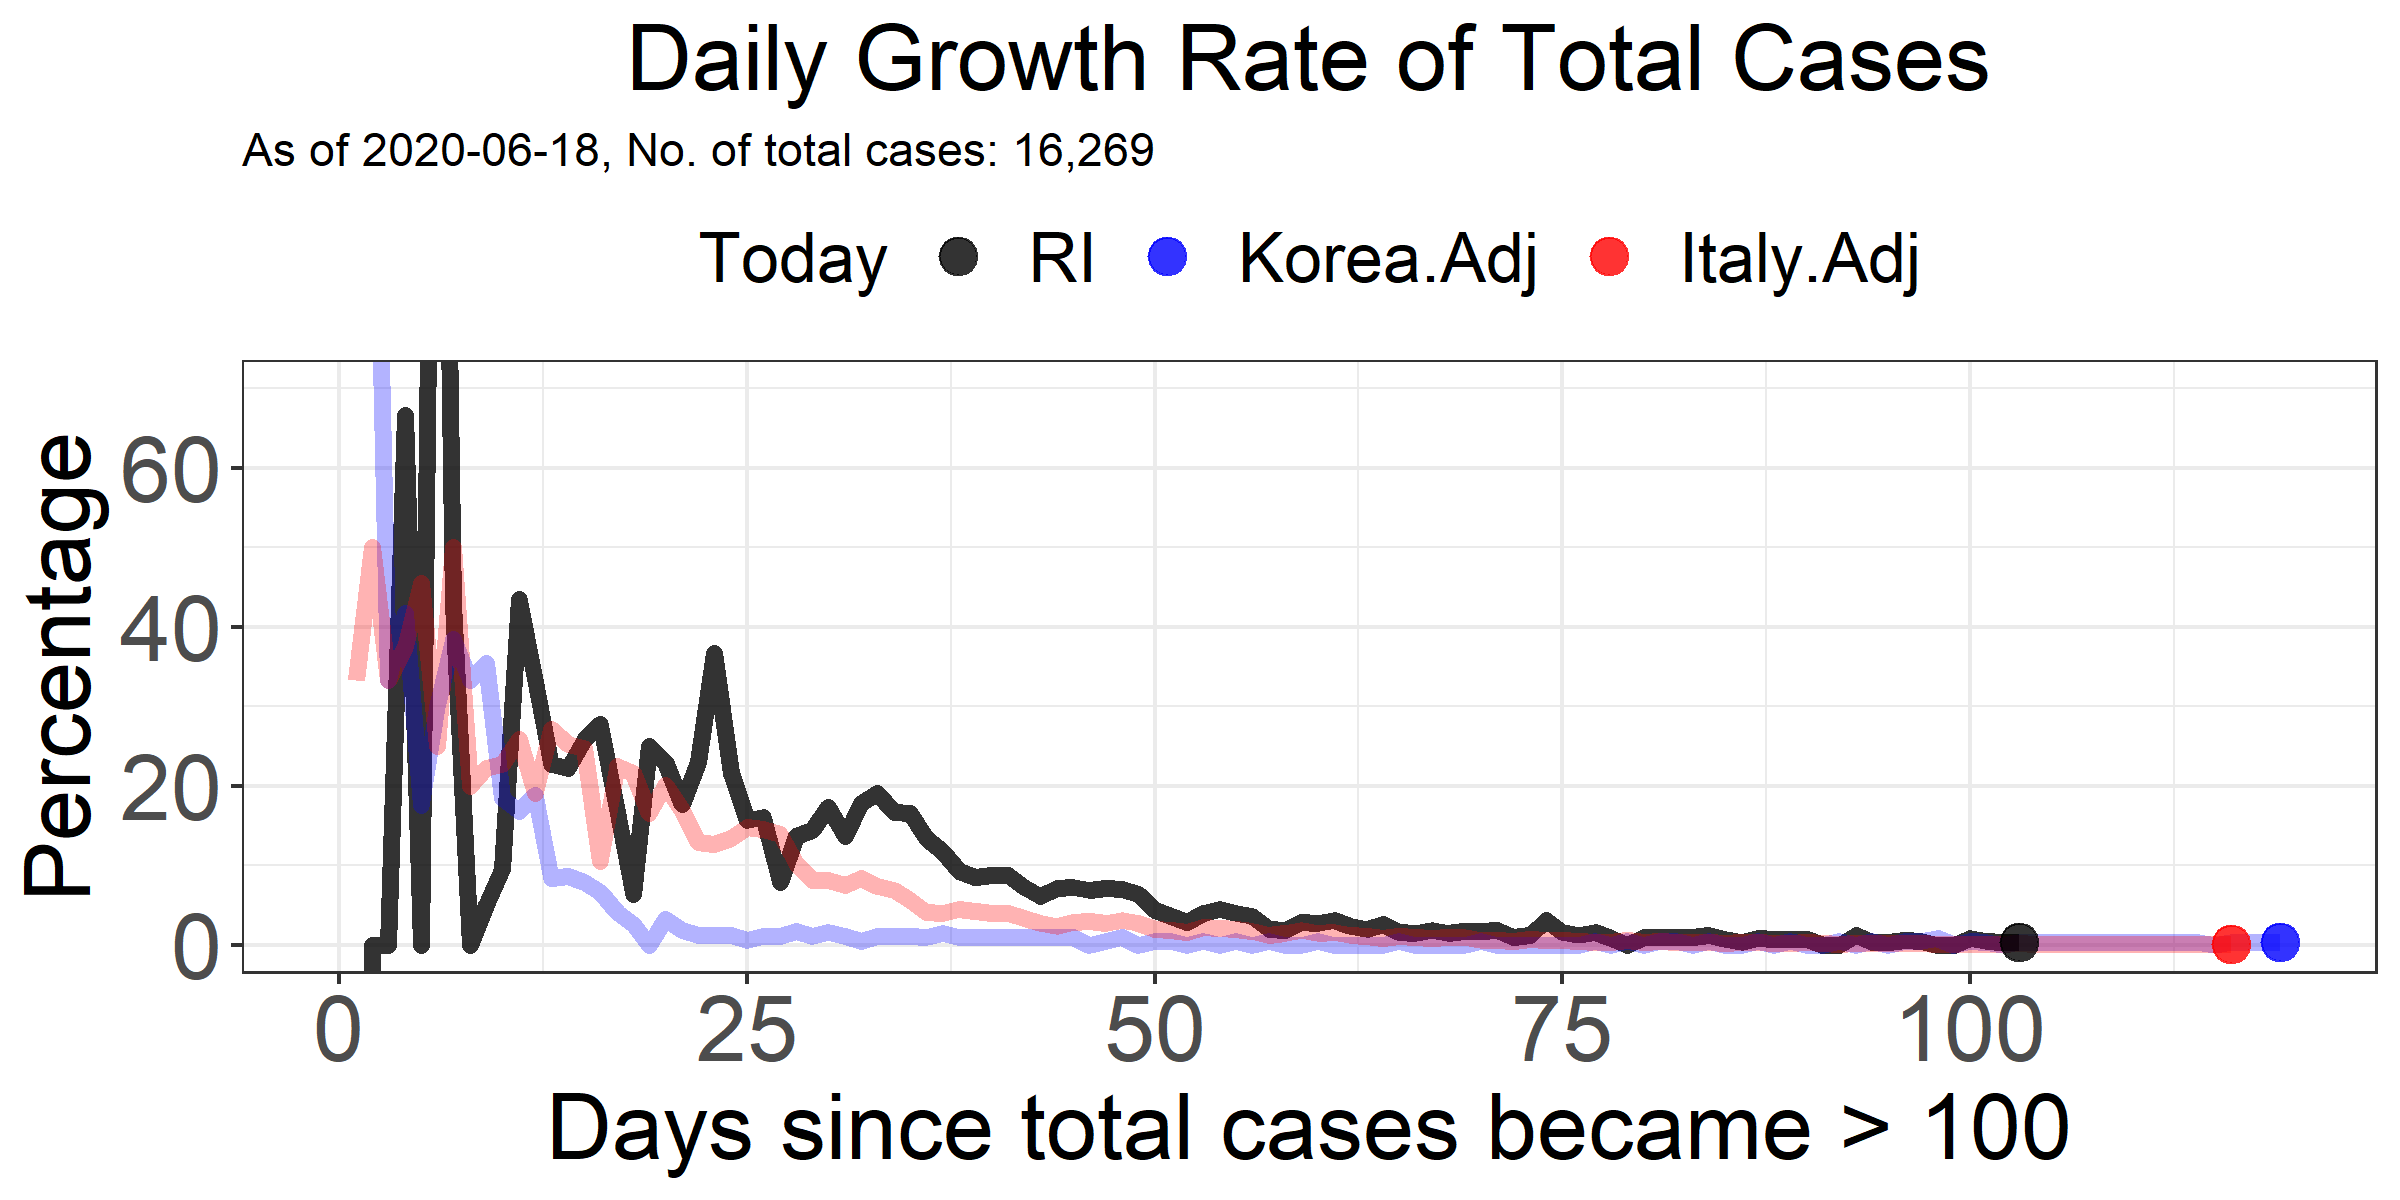 Daily Growth Rate of Total Cases
As of 2020-06-18, No. of total cases: 16,269
Today RI Korea.Adj Italy.Adj
Percentage
60
40
20
0
0 25 50 75 100
Days since total cases became > 100